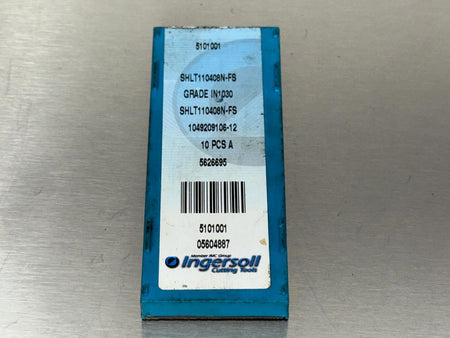 5101001
SHLT110408N-FS
GRADE IN1030
SHLT110408N-FS
1049209106-12
10 PCS A
5626695
5101001
05604887
Member IMC Group
Ingersoll
Cutting Tools